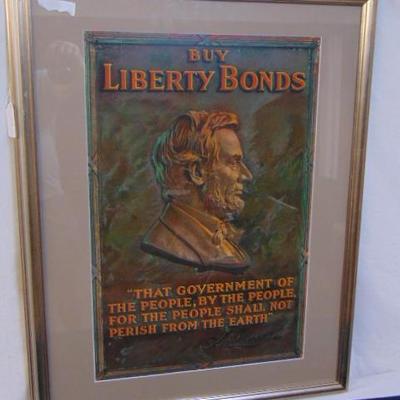 BUY
LIBERTY BONDS
"THAT GOVERNMENT OF
THE PEOPLE, BY THE PEOPLE,
FOR THE PEOPLE SHALL NOT
PERISH FROM THE EARTH"